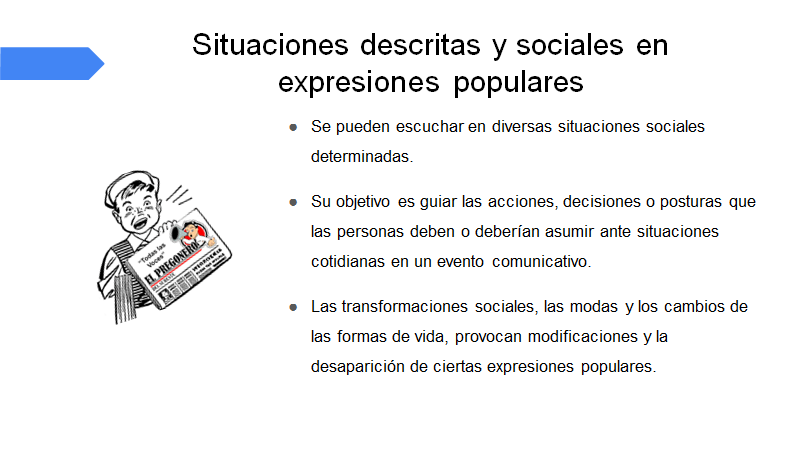 Situaciones descritas y sociales en
expresiones populares
● Se pueden escuchar en diversas situaciones sociales
determinadas.
● Su objetivo es guiar las acciones, decisiones o posturas que
las personas deben o deberían asumir ante situaciones
cotidianas en un evento comunicativo.
● Las transformaciones sociales, las modas y los cambios de
las formas de vida, provocan modificaciones y la
desaparición de ciertas expresiones populares.
"Todas las
Voces"
EL PREGONERO